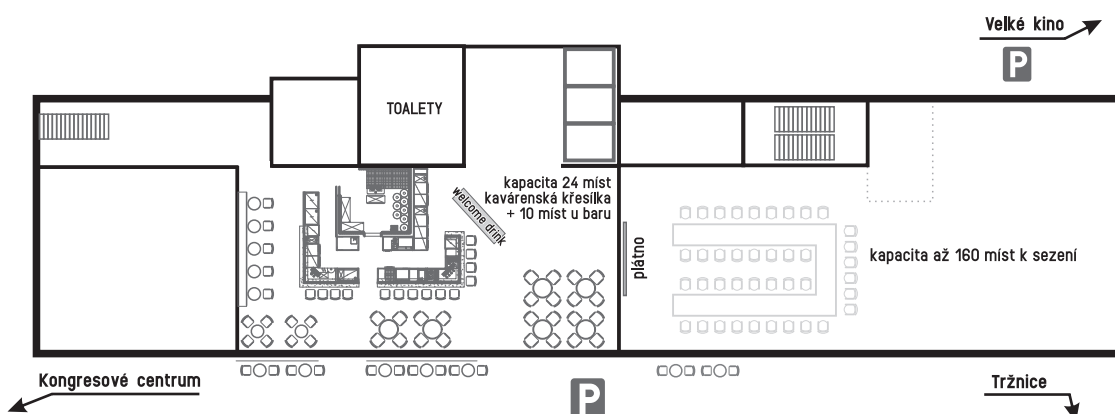 Velké kino
P
TOALETY
kapacita 24 míst
kavárenská křesílka
+ 10 míst u baru
welcome drink
plátno
kapacita až 160 míst k sezení
Kongresové centrum
P
Tržnice